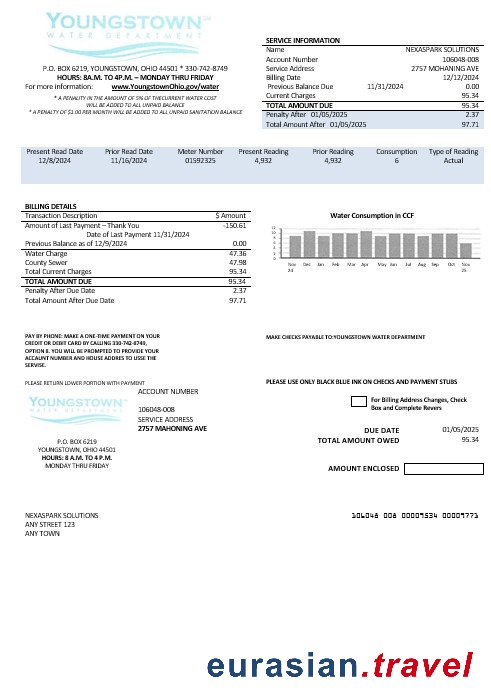 YOUNGSTOWN
WATER DEPARTMENT
P.O. BOX 6219, YOUNGSTOWN, OHIO 44501 * 330-742-8749
HOURS: 8A.M. TO 4P.M. – MONDAY THRU FRIDAY
For more information: www.YoungstownOhio.gov/water
* A PENALTY IN THE AMOUNT OF 5% OF THECURRENT WATER COST
WILL BE ADDED TO ALL UNPAID BALANCE
* A PENALTY OF $1.00 PER MONTH WILL BE ADDED TO ALL UNPAID SANITATION BALANCE
SERVICE INFORMATION
Name NEXASPARK SOLUTIONS
Account Number 106048-008
Service Address 2757 MOHANING AVE
Billing Date 12/12/2024
Previous Balance Due 11/31/2024 0.00
Current Charges 95.34
TOTAL AMOUNT DUE 95.34
Penalty After 01/05/2025 2.37
Total Amount After 01/05/2025 97.71
Present Read Date Prior Read Date Meter Number Present Reading Prior Reading Consumption Type of Reading
12/8/2024 11/16/2024 01592325 4,932 4,932 6 Actual
BILLING DETAILS
Transaction Description $ Amount
Amount of Last Payment – Thank You -150.61
Date of Last Payment 11/31/2024
Previous Balance as of 12/9/2024 0.00
Water Charge 47.36
County Sewer 47.98
Total Current Charges 95.34
TOTAL AMOUNT DUE 95.34
Penalty After Due Date 2.37
Total Amount After Due Date 97.71
Water Consumption in CCF
12
10
8
6
4
2
0
Nov Dec Jan Feb Mar Apr May Jun Jul Aug Sep Oct Nov
24 25
PAY BY PHONE: MAKE A ONE-TIME PAYMENT ON YOUR
CREDIT OR DEBIT CARD BY CALLING 330-742-8749,
OPTION 8. YOU WILL BE PROMPTED TO PROVIDE YOUR
ACCAUNT NUMBER AND HOUSE ADDRES TO USSE THE
SERVISE.
MAKE CHECKS PAYABLE TO:YOUNGSTOWN WATER DEPARTMENT
PLEASE RETURN LOWER PORTION WITH PAYMENT
PLEASE USE ONLY BLACK BLUE INK ON CHECKS AND PAYMENT STUBS
YOUNGSTOWN
WATER DEPARTMENT
P.O. BOX 6219
YOUNGSTOWN, OHIO 44501
HOURS: 8 A.M. TO 4 P.M.
MONDAY THRU FRIDAY
ACCOUNT NUMBER
106048-008
SERVICE ADDRESS
2757 MAHONING AVE
For Billing Address Changes, Check
Box and Complete Revers
DUE DATE 01/05/2025
TOTAL AMOUNT OWED 95.34
AMOUNT ENCLOSED
NEXASPARK SOLUTIONS
ANY STREET 123
ANY TOWN
106048 008 00009534 00009771
eurasian.travel